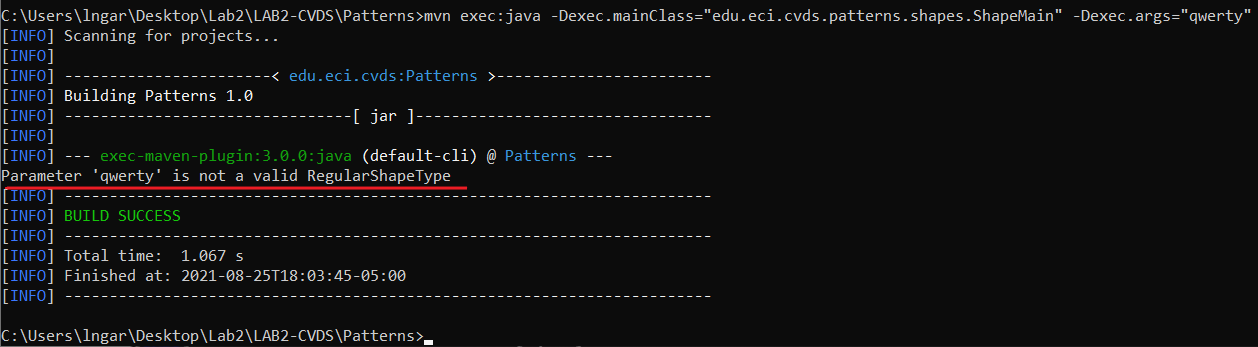 C:\Users\lngar\Desktop\Lab2\LAB2-CVDS\Patterns>mvn exec:java -Dexec.mainClass="edu.eci.cvds.patterns.shapes.ShapeMain" -Dexec.args="qwerty"
[INFO] Scanning for projects...
[INFO]
[INFO] -----------------------< edu.eci.cvds:Patterns >------------------------
[INFO] Building Patterns 1.0
[INFO] --------------------------------[ jar ]---------------------------------
[INFO]
[INFO] --- exec-maven-plugin:3.0.0:java (default-cli) @ Patterns ---
Parameter 'qwerty' is not a valid RegularShapeType
[INFO] ------------------------------------------------------------------------
[INFO] BUILD SUCCESS
[INFO] ------------------------------------------------------------------------
[INFO] Total time:  1.067 s
[INFO] Finished at: 2021-08-25T18:03:45-05:00
[INFO] ------------------------------------------------------------------------
C:\Users\lngar\Desktop\Lab2\LAB2-CVDS\Patterns>